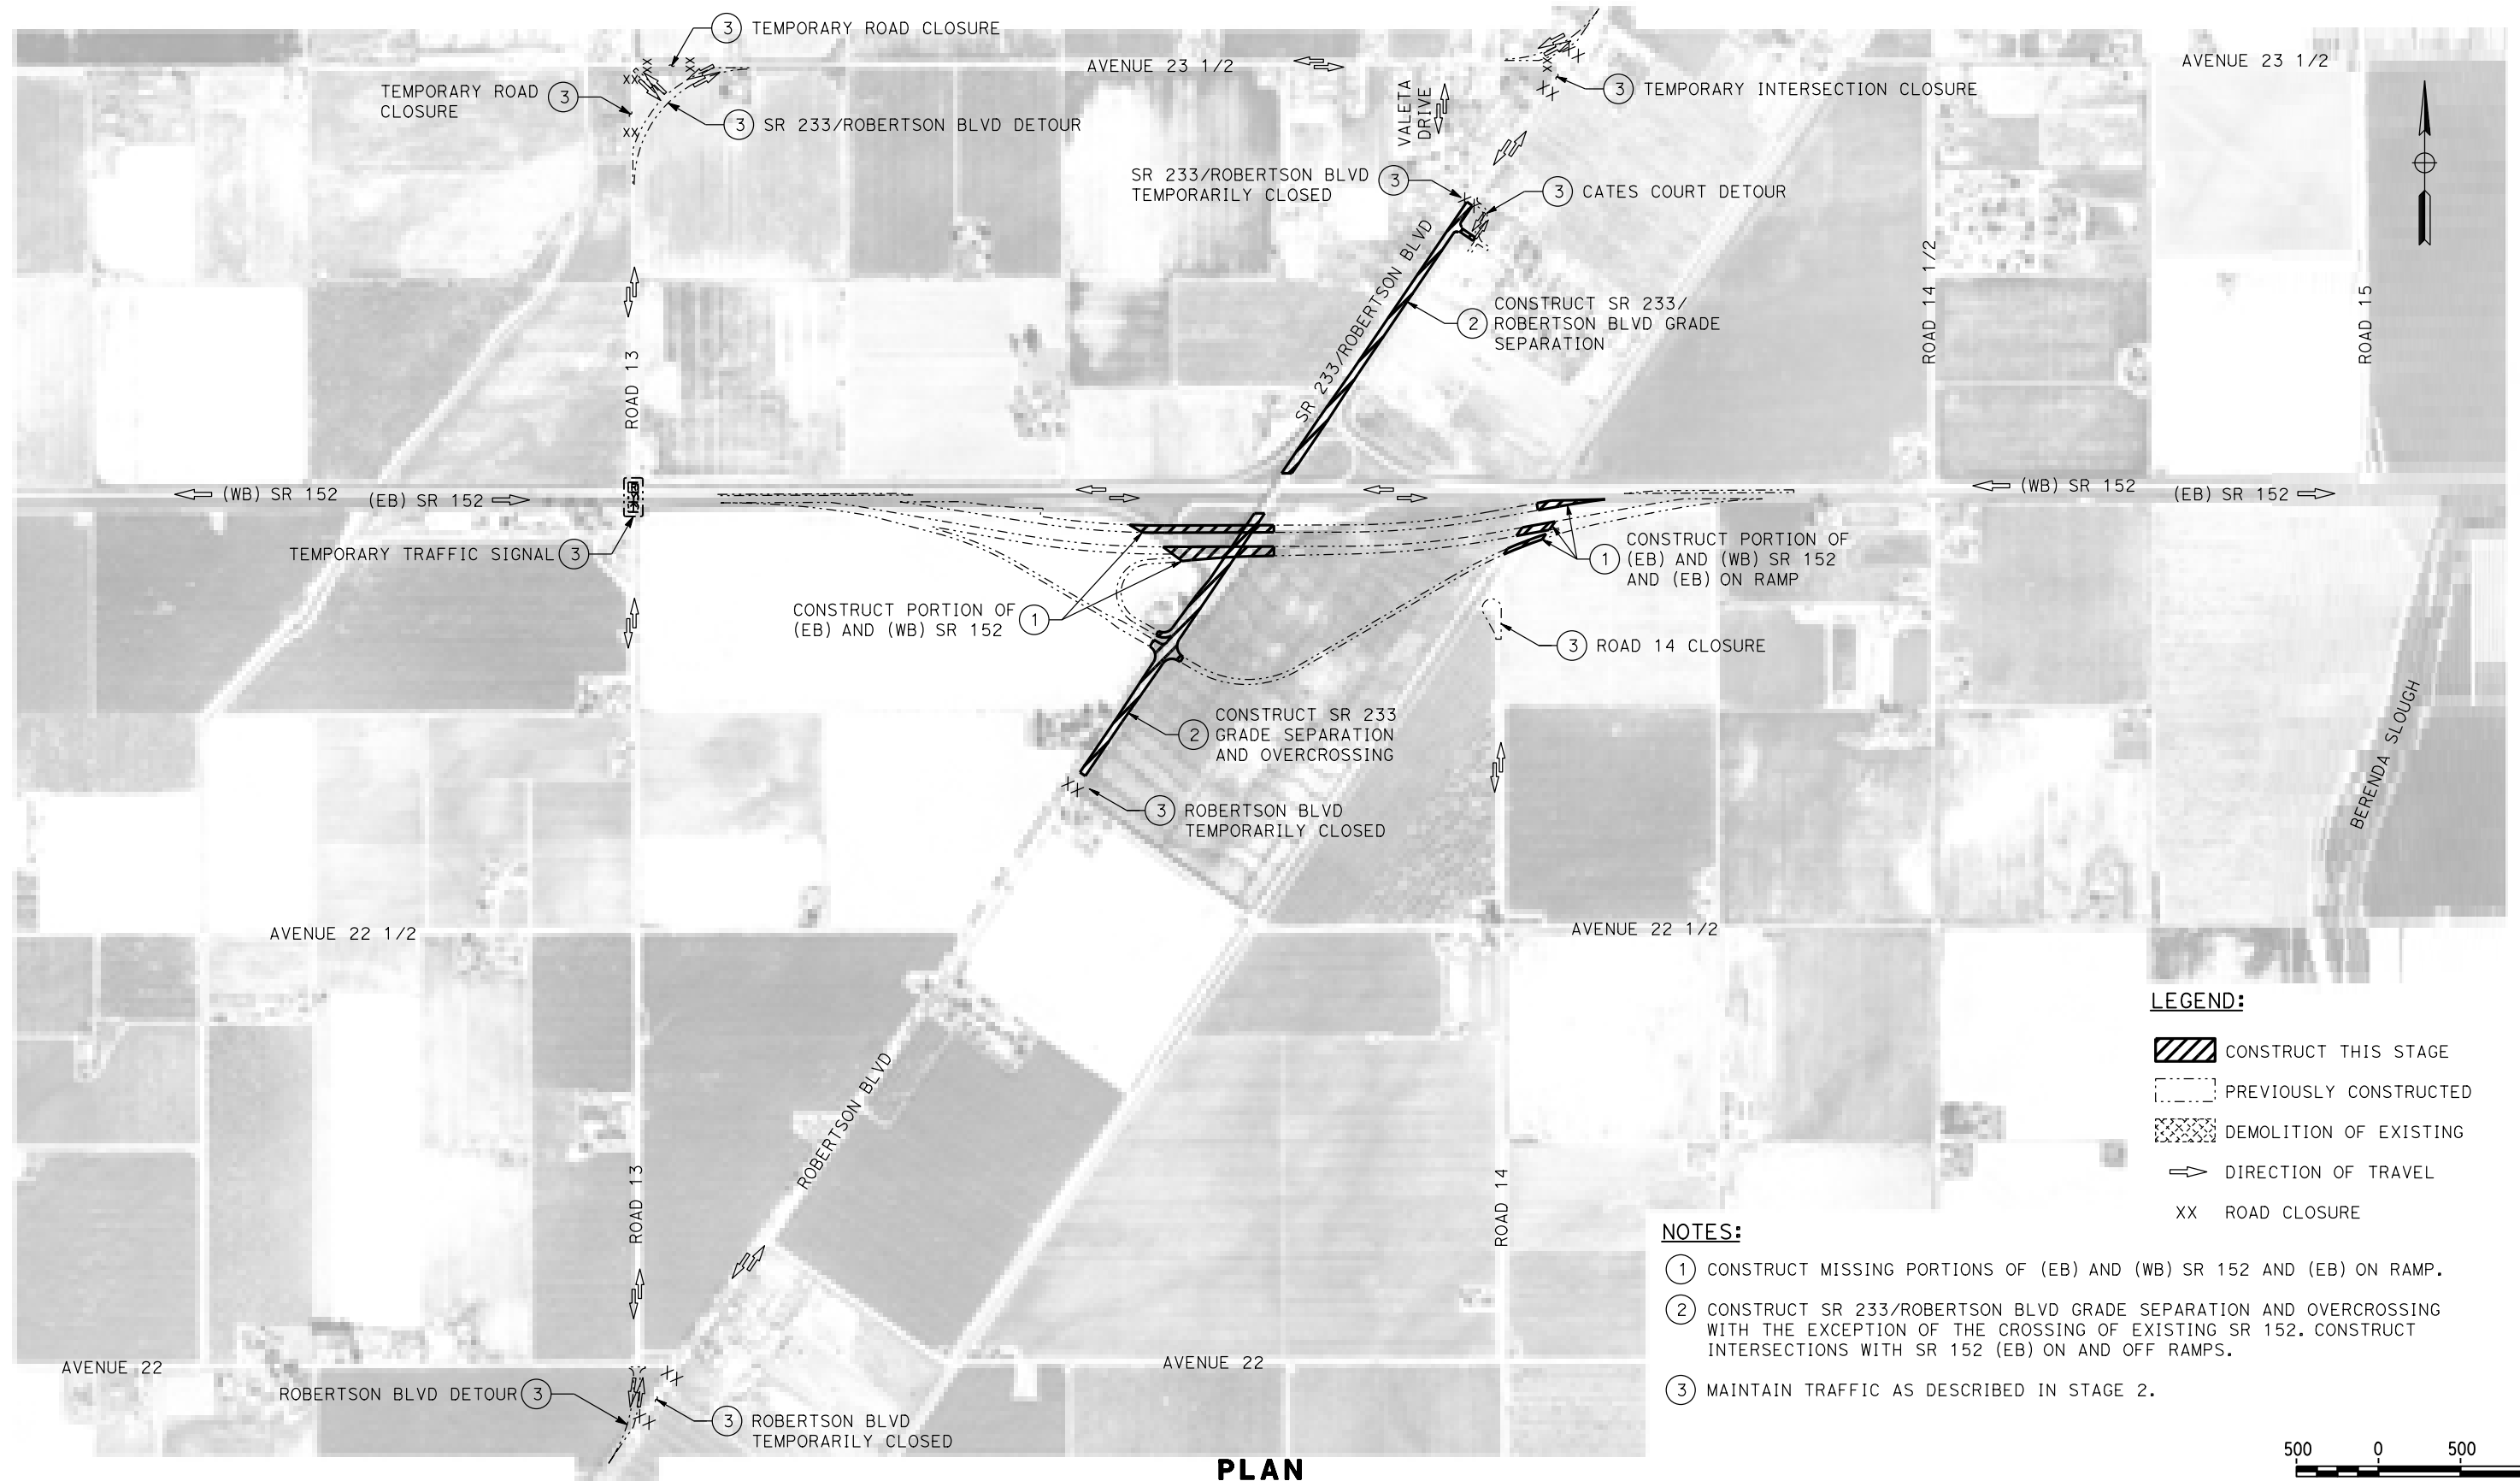 3 TEMPORARY ROAD CLOSURE
AVENUE 23 1/2
AVENUE 23 1/2
TEMPORARY ROAD
CLOSURE
3
3 TEMPORARY INTERSECTION CLOSURE
VALETA
DRIVE
3 SR 233/ROBERTSON BLVD DETOUR
SR 233/ROBERTSON BLVD
TEMPORARILY CLOSED
3
3 CATES COURT DETOUR
SR 233/ROBERTSON BLVD
CONSTRUCT SR 233/
2 ROBERTSON BLVD GRADE
SEPARATION
ROAD 14 1/2
ROAD 15
ROAD 13
(WB) SR 152
(EB) SR 152
(WB) SR 152
(EB) SR 152
TEMPORARY TRAFFIC SIGNAL 3
CONSTRUCT PORTION OF
1 (EB) AND (WB) SR 152
AND (EB) ON RAMP
CONSTRUCT PORTION OF
(EB) AND (WB) SR 152
1
3 ROAD 14 CLOSURE
CONSTRUCT SR 233
2 GRADE SEPARATION
AND OVERCROSSING
BERENDA SLOUGH
3 ROBERTSON BLVD
TEMPORARILY CLOSED
AVENUE 22 1/2
AVENUE 22 1/2
ROBERTSON BLVD
ROAD 13
ROAD 14
AVENUE 22
AVENUE 22
ROBERTSON BLVD DETOUR 3
3 ROBERTSON BLVD
TEMPORARILY CLOSED
LEGEND:
CONSTRUCT THIS STAGE
PREVIOUSLY CONSTRUCTED
DEMOLITION OF EXISTING
DIRECTION OF TRAVEL
XX ROAD CLOSURE
NOTES:
1 CONSTRUCT MISSING PORTIONS OF (EB) AND (WB) SR 152 AND (EB) ON RAMP.
2 CONSTRUCT SR 233/ROBERTSON BLVD GRADE SEPARATION AND OVERCROSSING
WITH THE EXCEPTION OF THE CROSSING OF EXISTING SR 152. CONSTRUCT
INTERSECTIONS WITH SR 152 (EB) ON AND OFF RAMPS.
3 MAINTAIN TRAFFIC AS DESCRIBED IN STAGE 2.
500 0 500
PLAN